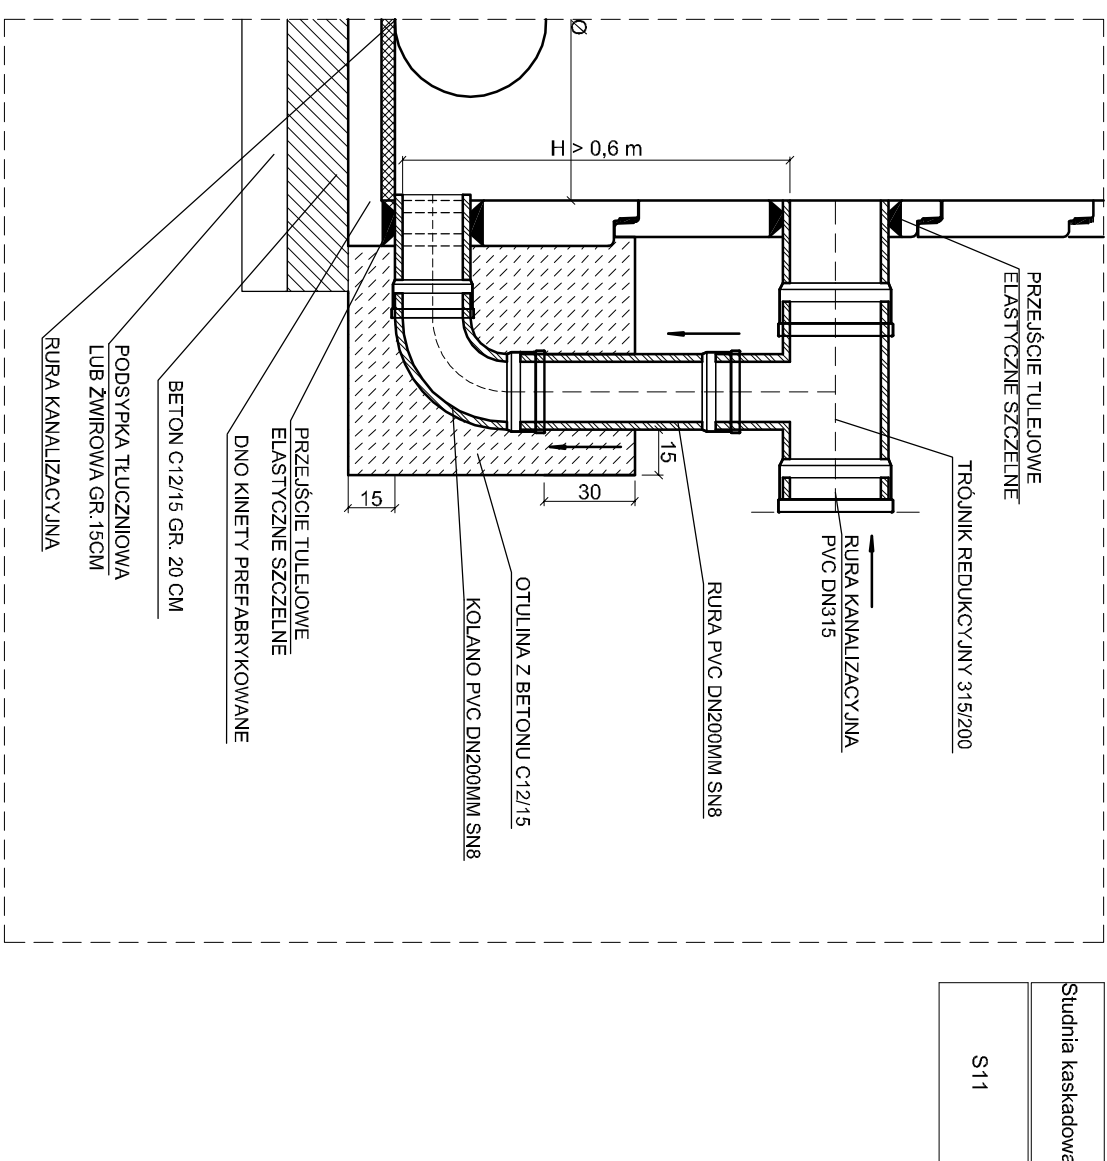 Ø
H > 0,6 m
PRZEJŚCIE TULEJOWE
ELASTYCZNE SZCZELNE
TRÓJNIK REDUKCYJNY 315/200
RURA KANALIZACYJNA
PVC DN315
RURA PVC DN200MM SN8
OTULINA Z BETONU C12/15
KOLANO PVC DN200MM SN8
15
30
15
PRZEJŚCIE TULEJOWE
ELASTYCZNE SZCZELNE
DNO KINETY PREFABRYKOWANE
BETON C12/15 GR. 20 CM
PODSYPKA TŁUCZNIOWA
LUB ŻWIROWA GR.15CM
RURA KANALIZACYJNA
Studnia kaskadowa
S11